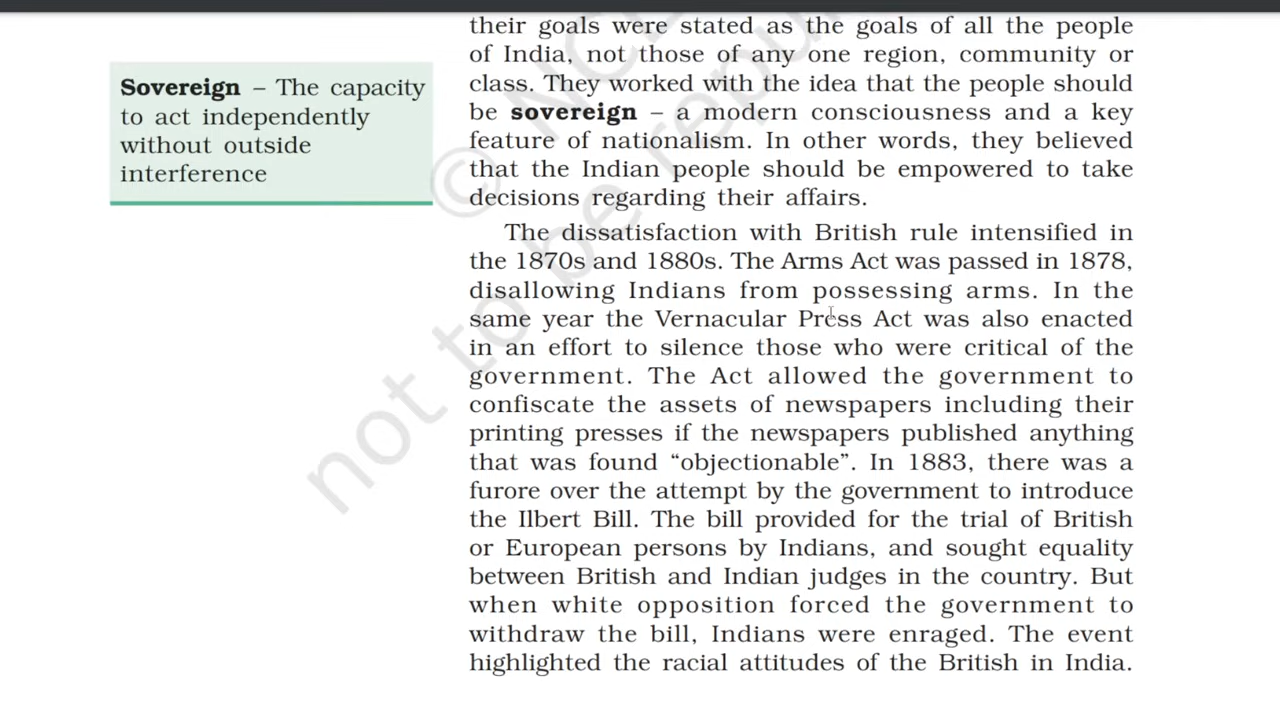 their goals were stated as the goals of all the people
of India, not those of any one region, community or
class. They worked with the idea that the people should
be sovereign – a modern consciousness and a key
feature of nationalism. In other words, they believed
that the Indian people should be empowered to take
decisions regarding their affairs.
Sovereign – The capacity
to act independently
without outside
interference
The dissatisfaction with British rule intensified in
the 1870s and 1880s. The Arms Act was passed in 1878,
disallowing Indians from possessing arms. In the
same year the Vernacular Press Act was also enacted
in an effort to silence those who were critical of the
government. The Act allowed the government to
confiscate the assets of newspapers including their
printing presses if the newspapers published anything
that was found “objectionable”. In 1883, there was a
furore over the attempt by the government to introduce
the Ilbert Bill. The bill provided for the trial of British
or European persons by Indians, and sought equality
between British and Indian judges in the country. But
when white opposition forced the government to
withdraw the bill, Indians were enraged. The event
highlighted the racial attitudes of the British in India.
©
not to be